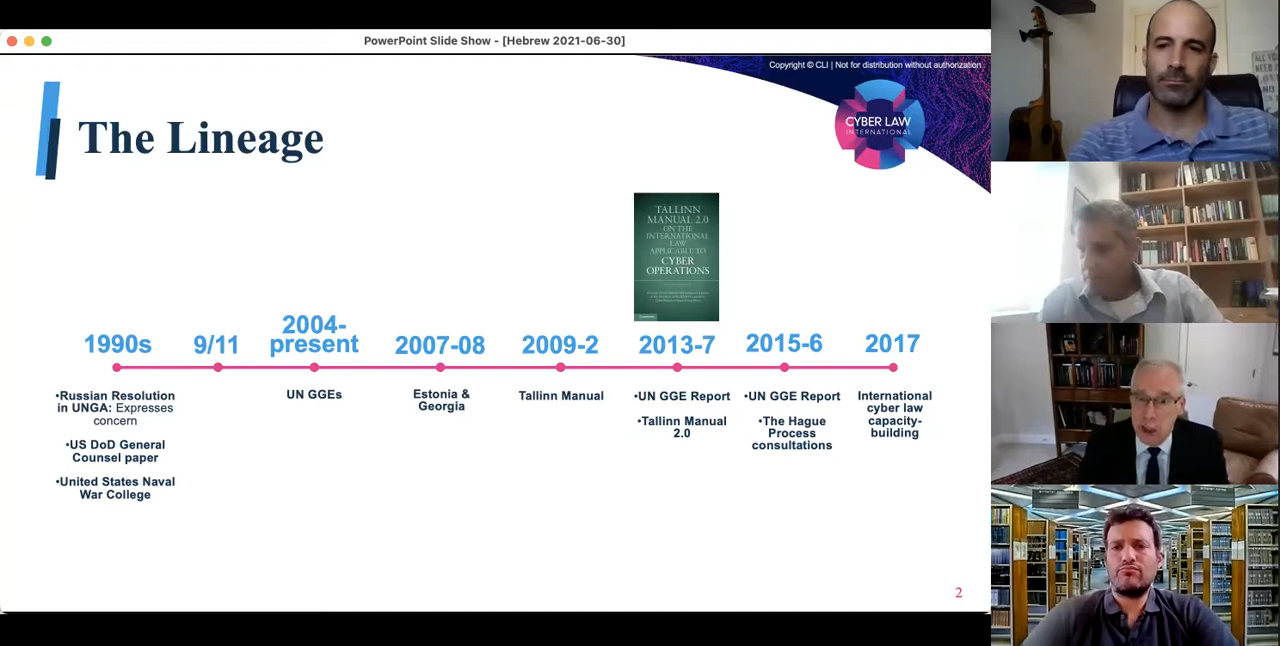 PowerPoint Slide Show - [Hebrew 2021-06-30]
Copyright © CLI | Not for distribution without authorization
CYBER LAW
INTERNATIONAL
The Lineage
TALLINN
MANUAL 2.0
ON THE
INTERNATIONAL
LAW
APPLICABLE TO
CYBER
OPERATIONS
1990s
•Russian Resolution
in UNGA: Expresses
concern
•US DoD General
Counsel paper
•United States Naval
War College
9/11
2004-
present
UN GGEs
2007-08
Estonia &
Georgia
2009-2
Tallinn Manual
2013-7
•UN GGE Report
•Tallinn Manual
2.0
2015-6
•UN GGE Report
•The Hague
Process
consultations
2017
International
cyber law
capacity-
building
2
ALL
YOU
NEED